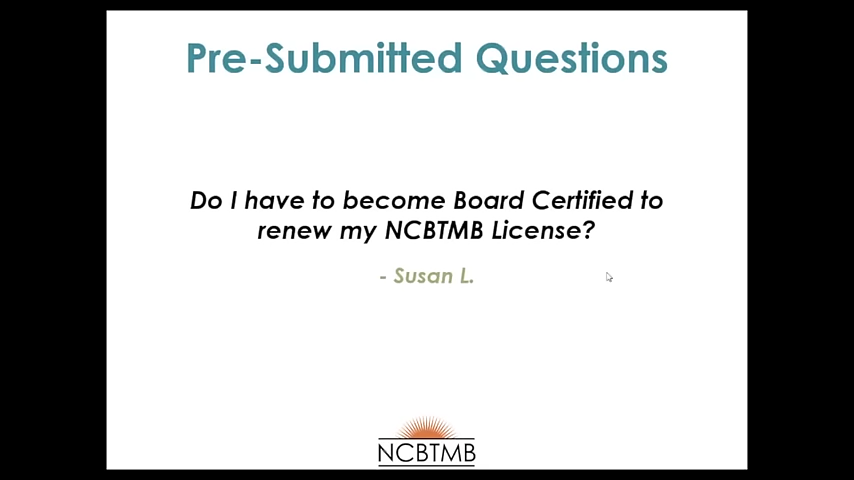 Pre-Submitted Questions
Do I have to become Board Certified to
renew my NCBTMB License?
- Susan L.
NCBTMB